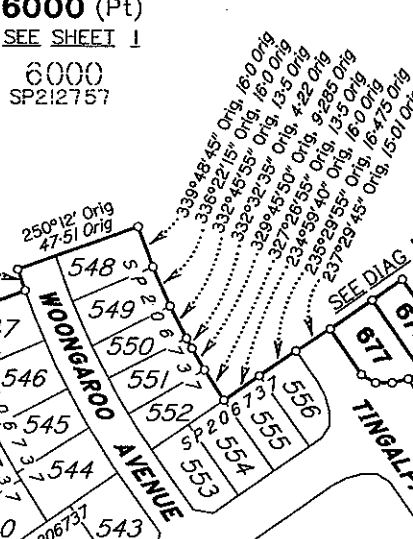 6000 (Pt)
SEE SHEET 1
6000
SP212757
339°48'45" Orig, 16·0 Orig
336°22'15" Orig, 16·0 Orig
332°45'55" Orig, 13·5 Orig
332°32'35" Orig, 4·22 Orig
329°45'50" Orig, 9·285 Orig
327°26'55" Orig, 13·5 Orig
234°59'40" Orig, 16·0 Orig
235°29'55" Orig, 16·475 Orig
237°29'45" Orig, 15·01
250°12' Orig
47·51 Orig
SEE DIAG
548
549
550
551
552
SP206737
SP206737
553
554
555
556
677
WOONGAROO AVENUE
546
545
544
543